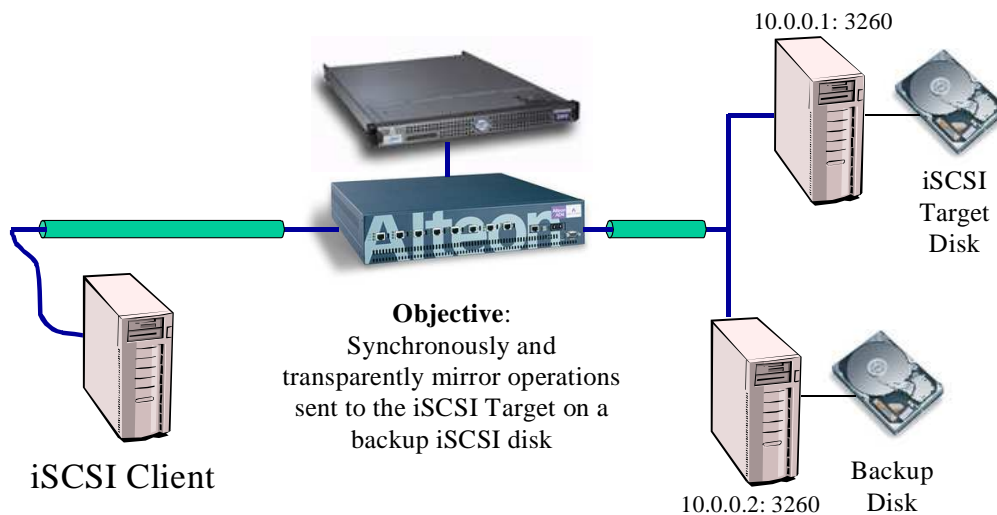 10.0.0.1: 3260
iSCSI
Target
Disk
Alteon
Objective:
Synchronously and
transparently mirror operations
sent to the iSCSI Target on a
backup iSCSI disk
iSCSI Client
Backup
Disk
10.0.0.2: 3260